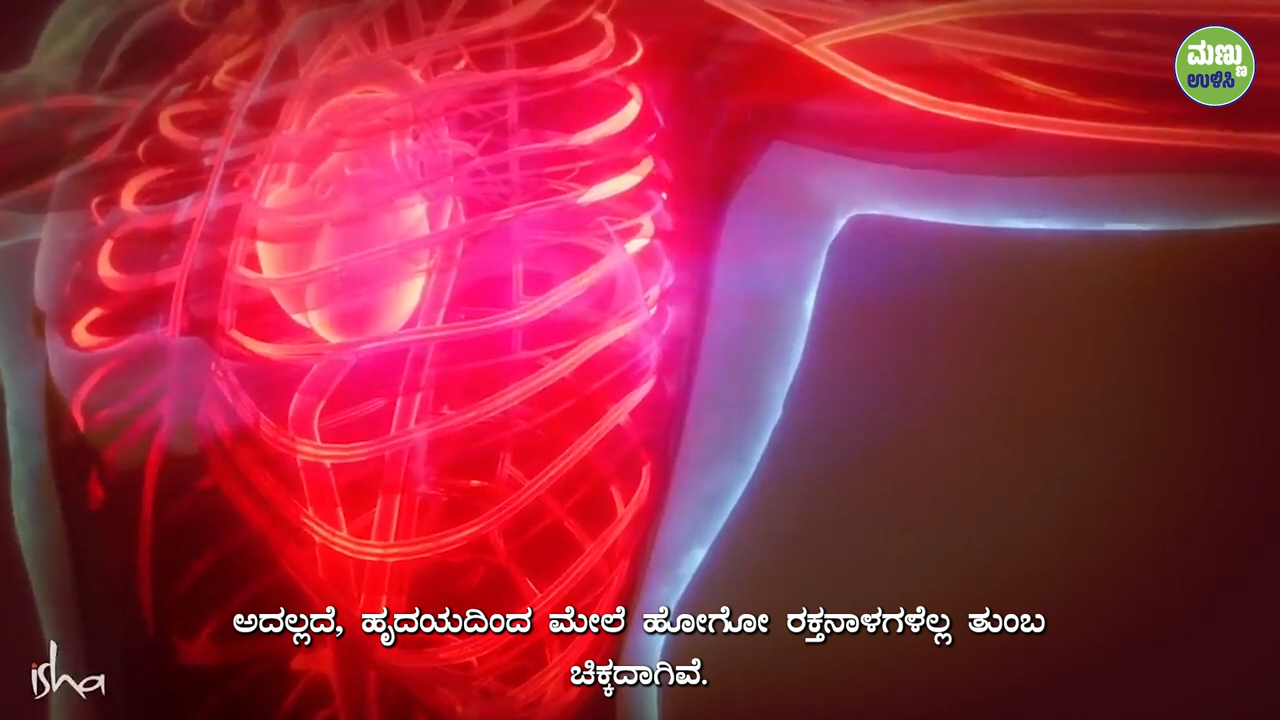 ಮಣ್ಣು
ಉಳಿಸಿ
ಅದಲ್ಲದೆ, ಹೃದಯದಿಂದ ಮೇಲೆ ಹೋಗೋ ರಕ್ತನಾಳಗಳೆಲ್ಲ ತುಂಬ
ಚಿಕ್ಕದಾಗಿವೆ.
isha